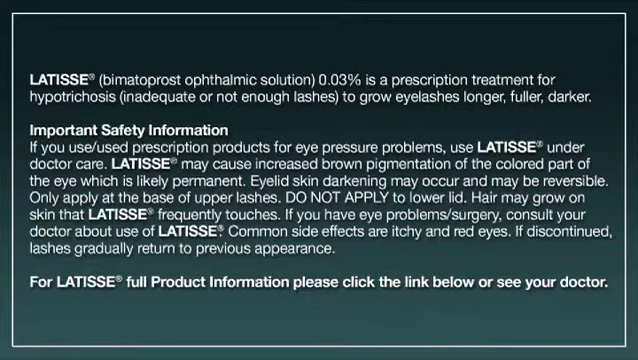 LATISSE® (bimatoprost ophthalmic solution) 0.03% is a prescription treatment for
hypotrichosis (inadequate or not enough lashes) to grow eyelashes longer, fuller, darker.
Important Safety Information
If you use/used prescription products for eye pressure problems, use LATISSE® under
doctor care. LATISSE® may cause increased brown pigmentation of the colored part of
the eye which is likely permanent. Eyelid skin darkening may occur and may be reversible.
Only apply at the base of upper lashes. DO NOT APPLY to lower lid. Hair may grow on
skin that LATISSE® frequently touches. If you have eye problems/surgery, consult your
doctor about use of LATISSE® Common side effects are itchy and red eyes. If discontinued,
lashes gradually return to previous appearance.
For LATISSE® full Product Information please click the link below or see your doctor.